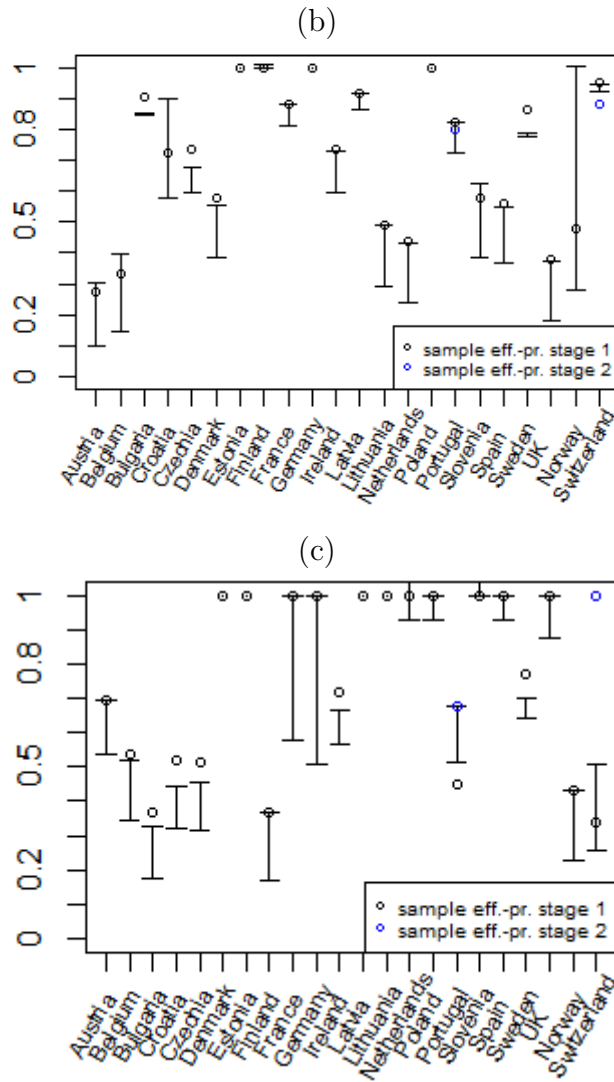 (b)
1
0.8
0.5
0.2
0
sample eff.-pr. stage 1
sample eff.-pr. stage 2
Austria
Belgium
Bulgaria
Croatia
Czechia
Denmark
Estonia
Finland
France
Germany
Ireland
Latvia
Lithuania
Netherlands
Poland
Portugal
Slovenia
Spain
Sweden
UK
Norway
Switzerland
(c)
1
0.8
0.5
0.2
0
sample eff.-pr. stage 1
sample eff.-pr. stage 2
Austria
Belgium
Bulgaria
Croatia
Czechia
Denmark
Estonia
Finland
France
Germany
Ireland
Latvia
Lithuania
Netherlands
Poland
Portugal
Slovenia
Spain
Sweden
UK
Norway
Switzerland